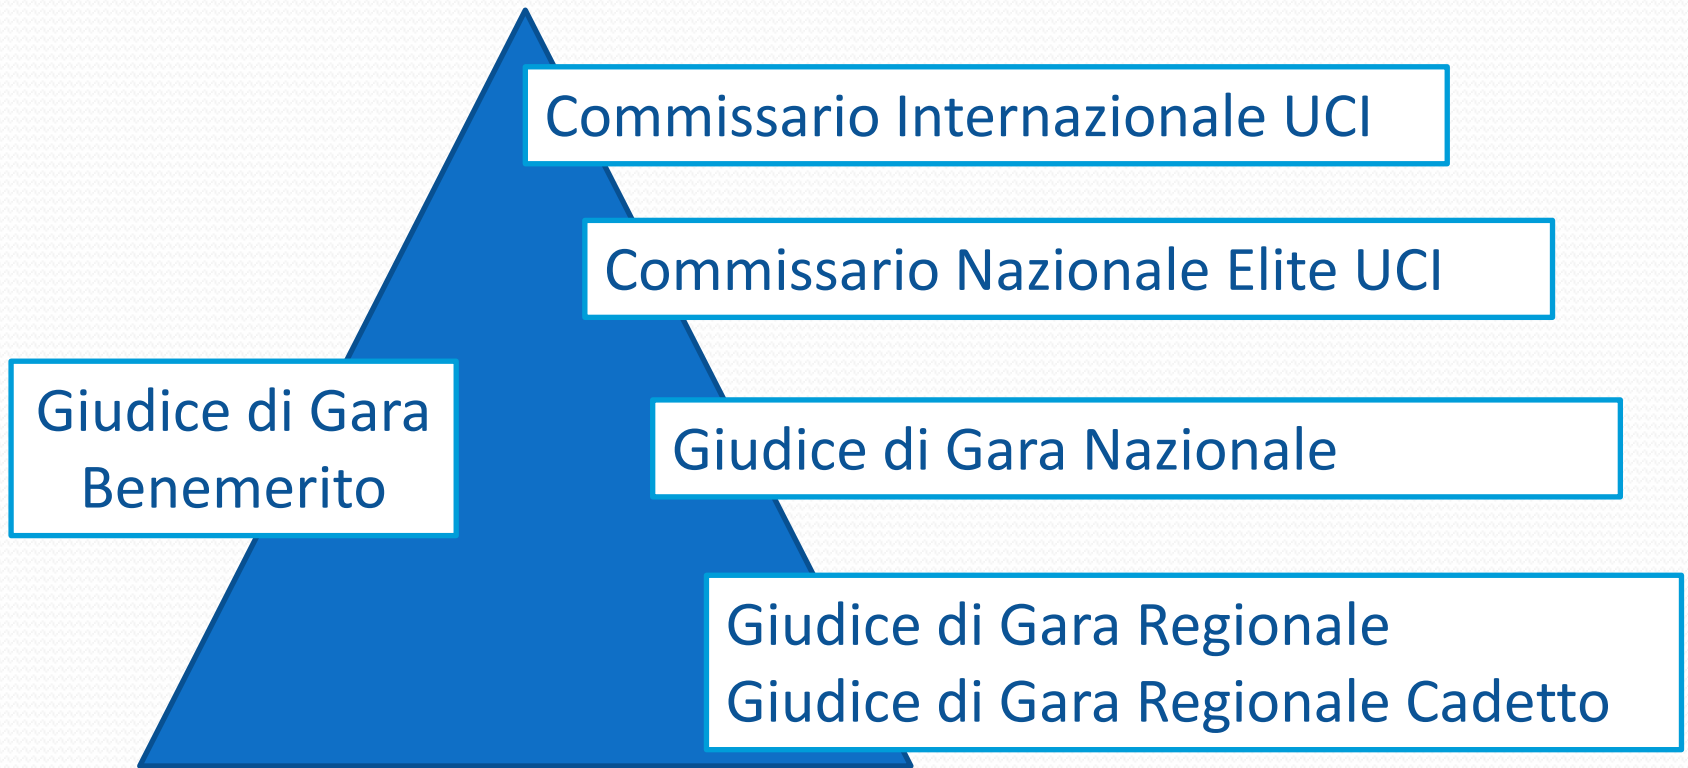 Commissario Internazionale UCI
Commissario Nazionale Elite UCI
Giudice di Gara
Benemerito
Giudice di Gara Nazionale
Giudice di Gara Regionale
Giudice di Gara Regionale Cadetto